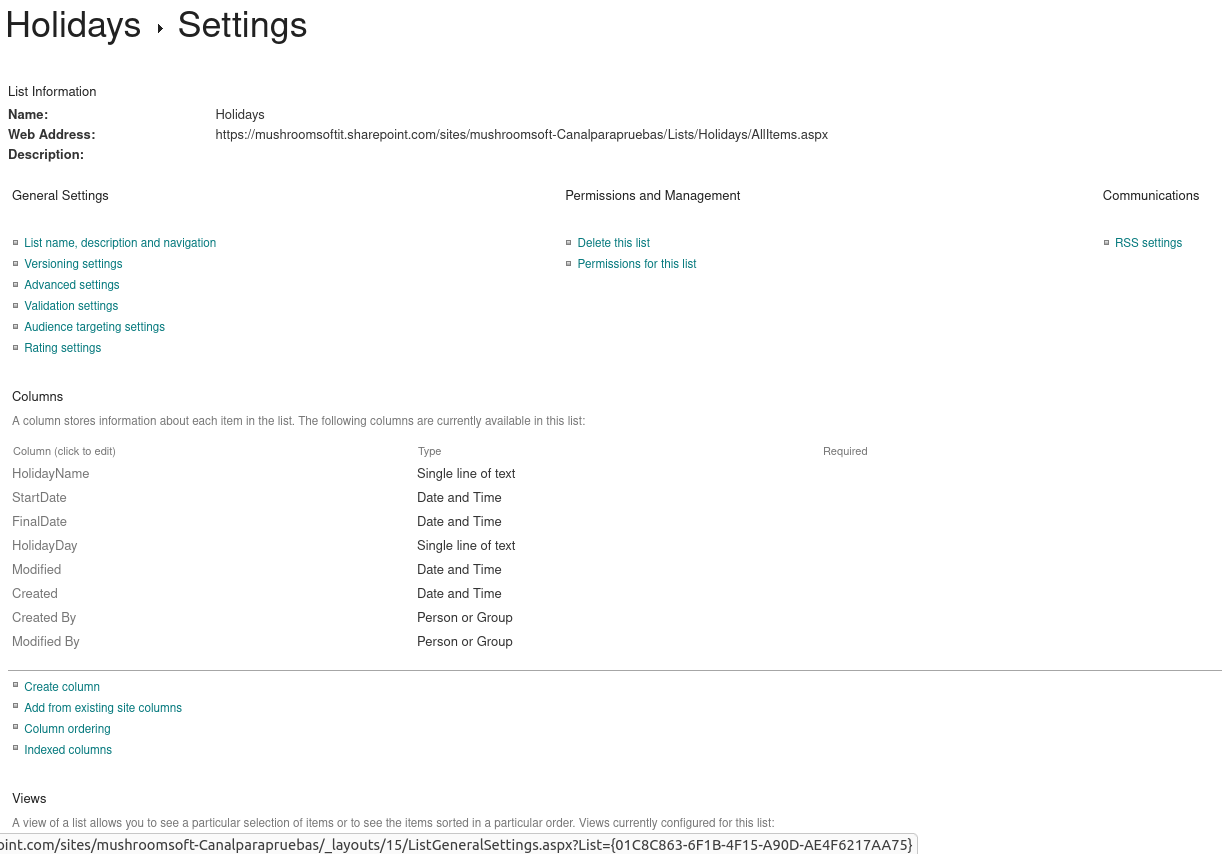 Holidays ▸ Settings
List Information
Name: Holidays
Web Address: https://mushroomsoftit.sharepoint.com/sites/mushroomsoft-Canalparapruebas/Lists/Holidays/AllItems.aspx
Description:
General Settings Permissions and Management Communications
List name, description and navigation Delete this list RSS settings
Versioning settings Permissions for this list
Advanced settings
Validation settings
Audience targeting settings
Rating settings
Columns
A column stores information about each item in the list. The following columns are currently available in this list:
Column (click to edit) Type Required
HolidayName Single line of text
StartDate Date and Time
FinalDate Date and Time
HolidayDay Single line of text
Modified Date and Time
Created Date and Time
Created By Person or Group
Modified By Person or Group
Create column
Add from existing site columns
Column ordering
Indexed columns
Views
A view of a list allows you to see a particular selection of items or to see the items sorted in a particular order. Views currently configured for this list:
oint.com/sites/mushroomsoft-Canalparapruebas/_layouts/15/ListGeneralSettings.aspx?List={01C8C863-6F1B-4F15-A90D-AE4F6217AA75}